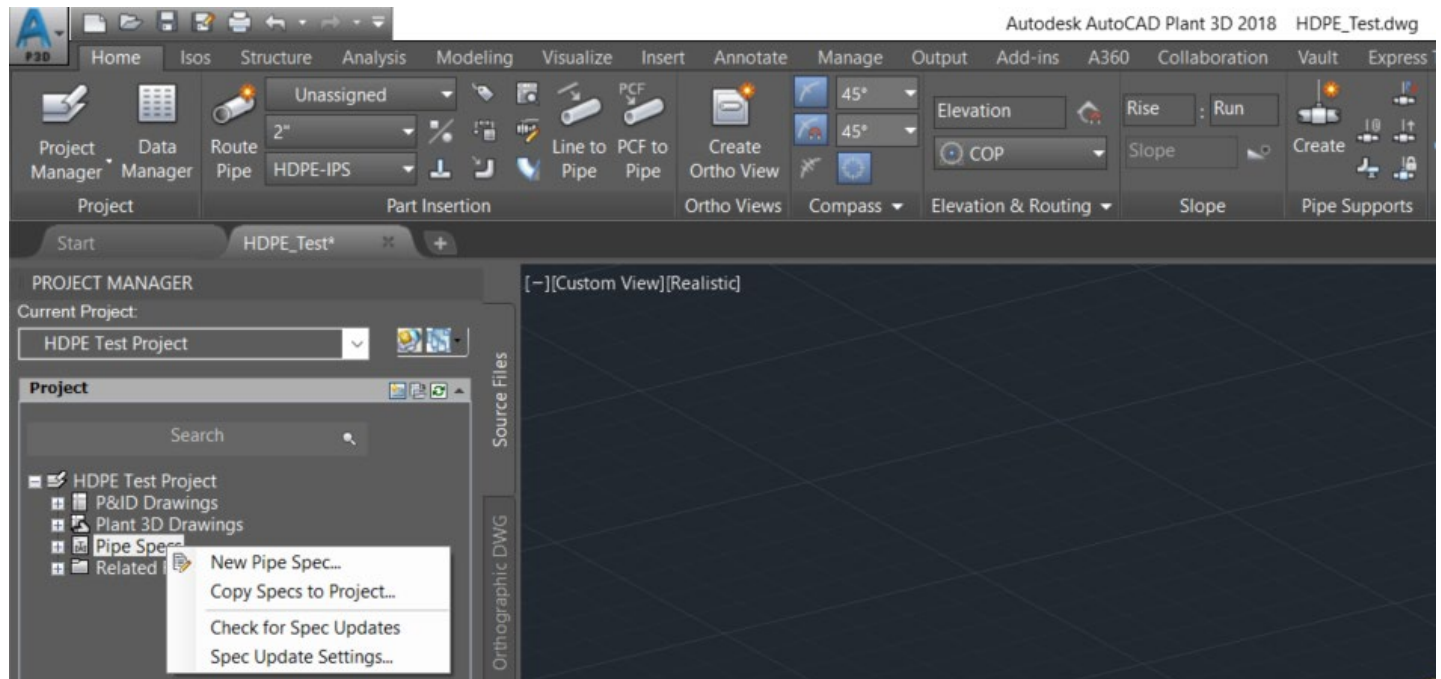 Autodesk AutoCAD Plant 3D 2018 HDPE_Test.dwg
P3D Home Isos Structure Analysis Modeling Visualize Insert Annotate Manage Output Add-ins A360 Collaboration Vault Express
Project Manager
Data Manager
Route Pipe
Unassigned
2"
HDPE-IPS
Line to Pipe
PCF
PCF to Pipe
Create Ortho View
45°
45°
Elevation
COP
Rise : Run
Slope
Create
Project Part Insertion Ortho Views Compass Elevation & Routing Slope Pipe Supports
Start HDPE_Test*
PROJECT MANAGER
Current Project:
HDPE Test Project
Project
Search
HDPE Test Project
P&ID Drawings
Plant 3D Drawings
Pipe Specs
Related
New Pipe Spec...
Copy Specs to Project...
Check for Spec Updates
Spec Update Settings...
Source Files
Orthographic DWG
[−][Custom View][Realistic]